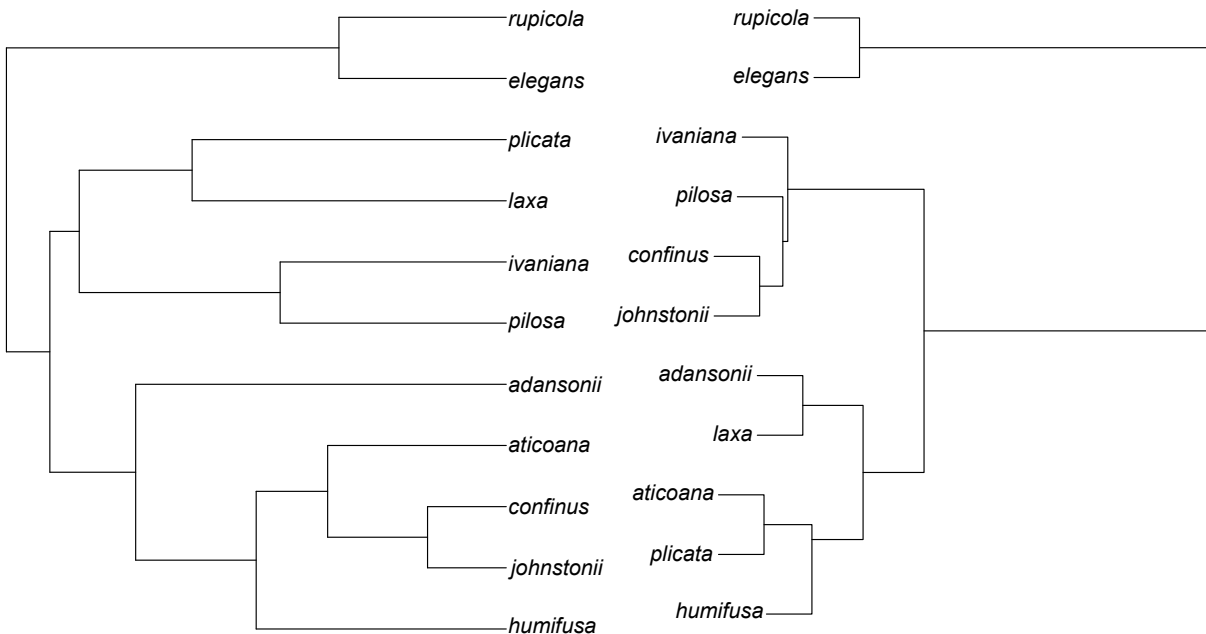 rupicola
elegans
plicata
laxa
ivaniana
pilosa
adansonii
aticoana
confinus
johnstonii
humifusa
rupicola
elegans
ivaniana
pilosa
confinus
johnstonii
adansonii
laxa
aticoana
plicata
humifusa